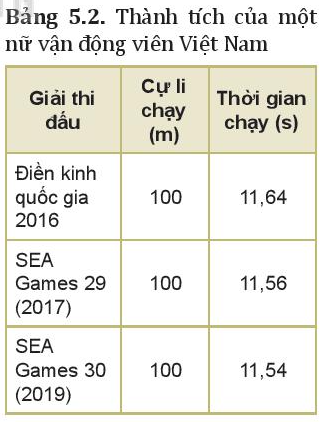 Bảng 5.2. Thành tích của một
nữ vận động viên Việt Nam
Giải thi
đấu
Cự li
chạy
(m)
Thời gian
chạy (s)
Điền kinh
quốc gia
2016
100
11,64
SEA
Games 29
(2017)
100
11,56
SEA
Games 30
(2019)
100
11,54